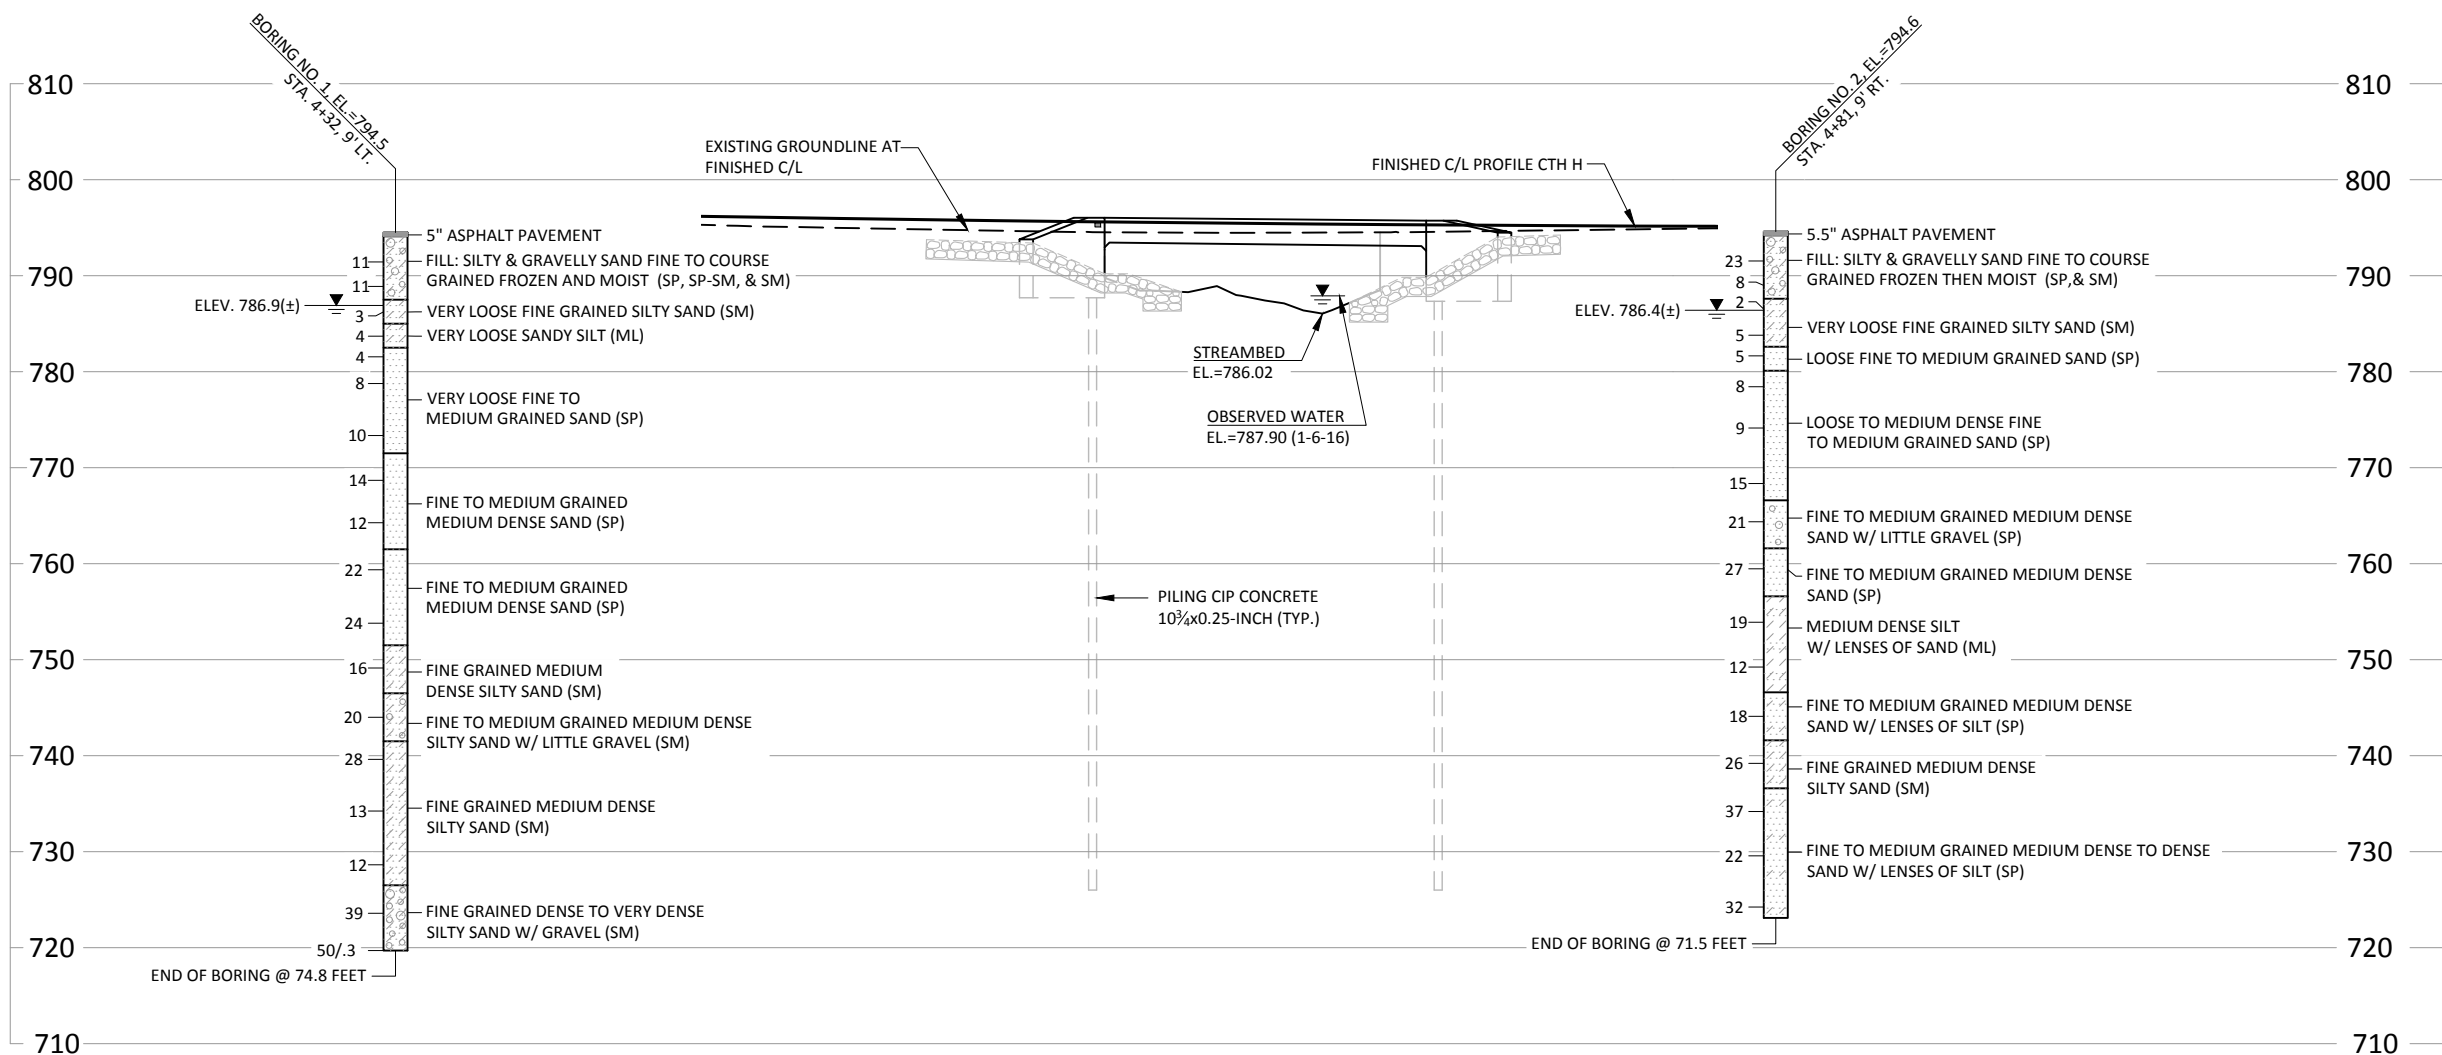 BORING NO. 1, EL.=794.5
STA. 4+32, 9' LT.
BORING NO. 2, EL.=794.6
STA. 4+81, 9' RT.
810
810
800
800
790
790
780
780
770
770
760
760
750
750
740
740
730
730
720
720
710
710
5" ASPHALT PAVEMENT
11
FILL: SILTY & GRAVELLY SAND FINE TO COURSE
GRAINED FROZEN AND MOIST (SP, SP-SM, & SM)
11
ELEV. 786.9(±)
3
VERY LOOSE FINE GRAINED SILTY SAND (SM)
4
VERY LOOSE SANDY SILT (ML)
4
8
VERY LOOSE FINE TO
MEDIUM GRAINED SAND (SP)
10
14
FINE TO MEDIUM GRAINED
MEDIUM DENSE SAND (SP)
12
22
FINE TO MEDIUM GRAINED
MEDIUM DENSE SAND (SP)
24
16
FINE GRAINED MEDIUM
DENSE SILTY SAND (SM)
20
FINE TO MEDIUM GRAINED MEDIUM DENSE
SILTY SAND W/ LITTLE GRAVEL (SM)
28
13
FINE GRAINED MEDIUM DENSE
SILTY SAND (SM)
12
39
FINE GRAINED DENSE TO VERY DENSE
SILTY SAND W/ GRAVEL (SM)
50/.3
END OF BORING @ 74.8 FEET
EXISTING GROUNDLINE AT
FINISHED C/L
FINISHED C/L PROFILE CTH H
STREAMBED
EL.=786.02
OBSERVED WATER
EL.=787.90 (1-6-16)
PILING CIP CONCRETE
10¾x0.25-INCH (TYP.)
5.5" ASPHALT PAVEMENT
23
FILL: SILTY & GRAVELLY SAND FINE TO COURSE
GRAINED FROZEN THEN MOIST (SP,& SM)
8
2
ELEV. 786.4(±)
VERY LOOSE FINE GRAINED SILTY SAND (SM)
5
5
LOOSE FINE TO MEDIUM GRAINED SAND (SP)
8
9
LOOSE TO MEDIUM DENSE FINE
TO MEDIUM GRAINED SAND (SP)
15
21
FINE TO MEDIUM GRAINED MEDIUM DENSE
SAND W/ LITTLE GRAVEL (SP)
27
FINE TO MEDIUM GRAINED MEDIUM DENSE
SAND (SP)
19
MEDIUM DENSE SILT
W/ LENSES OF SAND (ML)
12
18
FINE TO MEDIUM GRAINED MEDIUM DENSE
SAND W/ LENSES OF SILT (SP)
26
FINE GRAINED MEDIUM DENSE
SILTY SAND (SM)
37
22
FINE TO MEDIUM GRAINED MEDIUM DENSE TO DENSE
SAND W/ LENSES OF SILT (SP)
32
END OF BORING @ 71.5 FEET